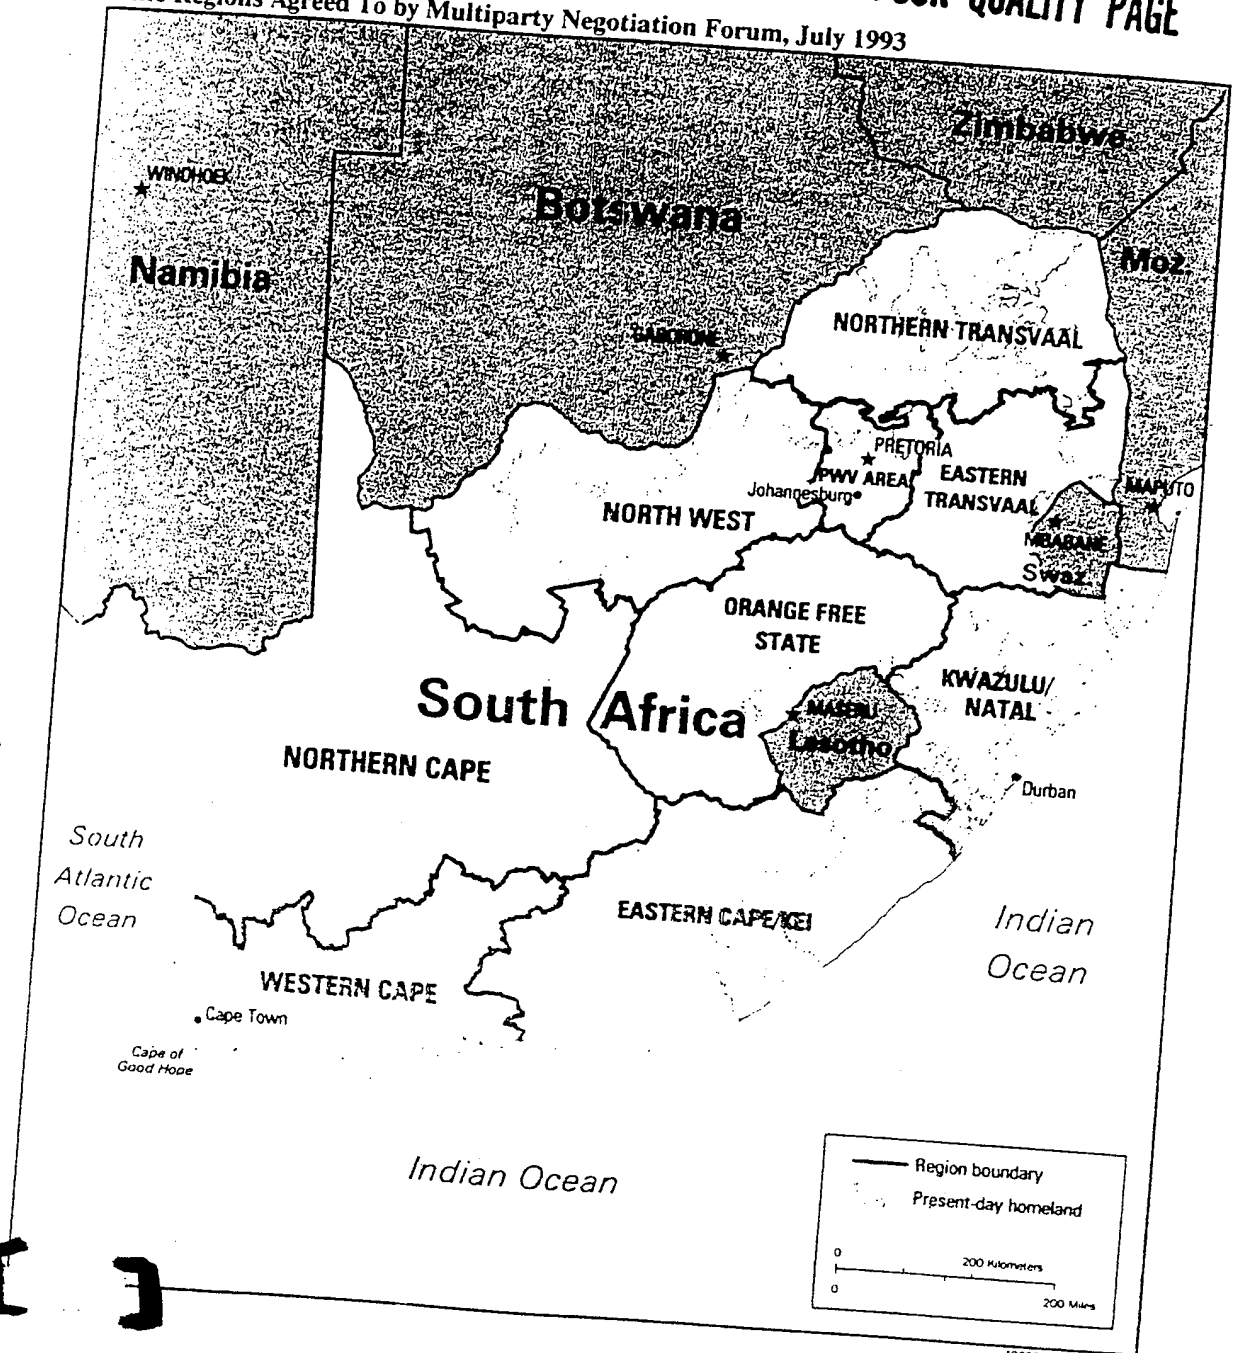 QUALITY PAGE
Regions Agreed To by Multiparty Negotiation Forum, July 1993
Zimbabwe
WINDHOEK
Botswana
Namibia
Moz.
GABORONE
NORTHERN TRANSVAAL
PRETORIA
PWV AREA
EASTERN
TRANSVAAL
Johannesburg
MAPUTO
NORTH WEST
MBABANE
Swaz.
ORANGE FREE
STATE
KWAZULU/
NATAL
South Africa
MASERU
Lesotho
NORTHERN CAPE
Durban
South
Atlantic
Ocean
EASTERN CAPE/KEI
Indian
Ocean
WESTERN CAPE
Cape Town
Cape of
Good Hope
Indian Ocean
Region boundary
Present-day homeland
0
200 Kilometers
0
200 Miles